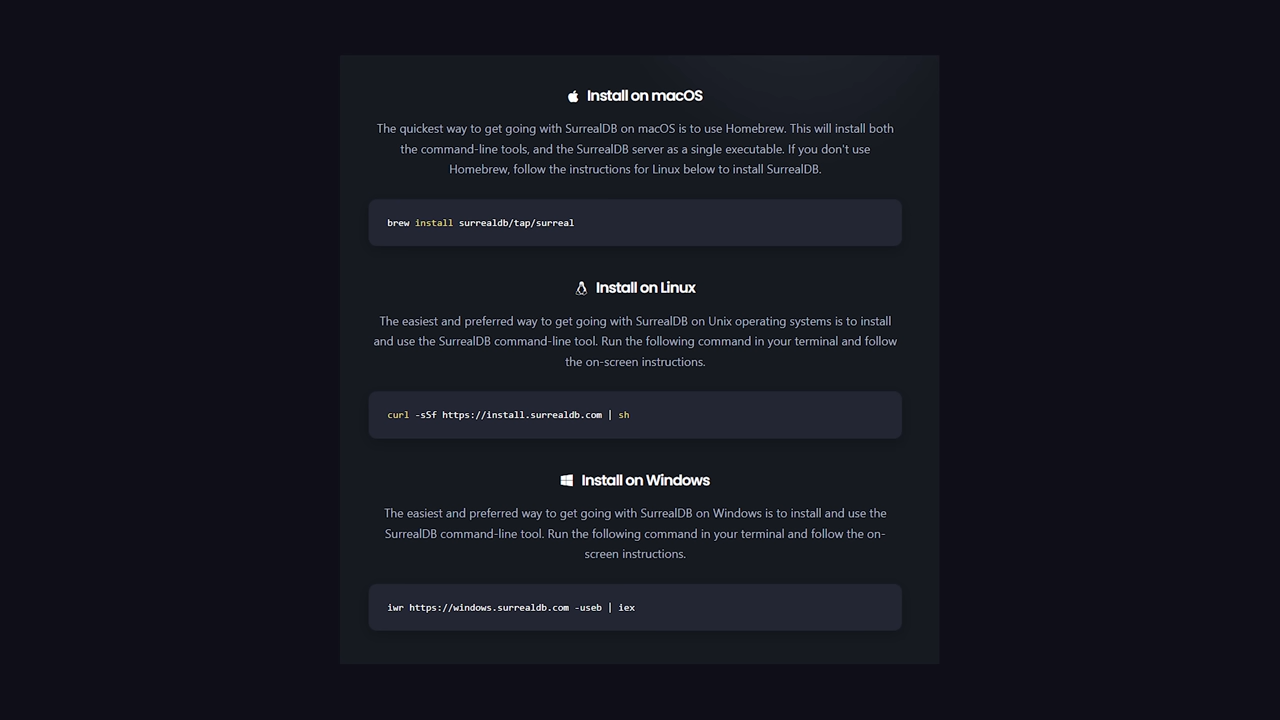 Install on macOS
The quickest way to get going with SurrealDB on macOS is to use Homebrew. This will install both
the command-line tools, and the SurrealDB server as a single executable. If you don't use
Homebrew, follow the instructions for Linux below to install SurrealDB.
brew install surrealdb/tap/surreal
Install on Linux
The easiest and preferred way to get going with SurrealDB on Unix operating systems is to install
and use the SurrealDB command-line tool. Run the following command in your terminal and follow
the on-screen instructions.
curl -sSf https://install.surrealdb.com | sh
Install on Windows
The easiest and preferred way to get going with SurrealDB on Windows is to install and use the
SurrealDB command-line tool. Run the following command in your terminal and follow the on-
screen instructions.
iwr https://windows.surrealdb.com -useb | iex